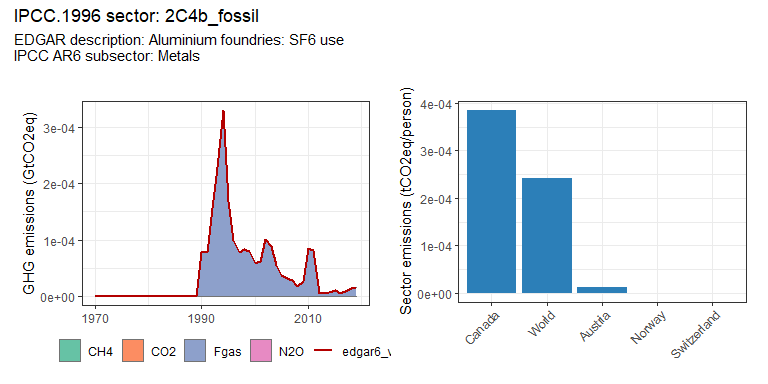 IPCC.1996 sector: 2C4b_fossil
EDGAR description: Aluminium foundries: SF6 use
IPCC AR6 subsector: Metals
GHG emissions (GtCO2eq)
3e-04
2e-04
1e-04
0e+00
1970
1990
2010
CH4
CO2
Fgas
N2O
edgar6_v
Sector emissions (tCO2eq/person)
4e-04
3e-04
2e-04
1e-04
0e+00
Canada
World
Austria
Norway
Switzerland